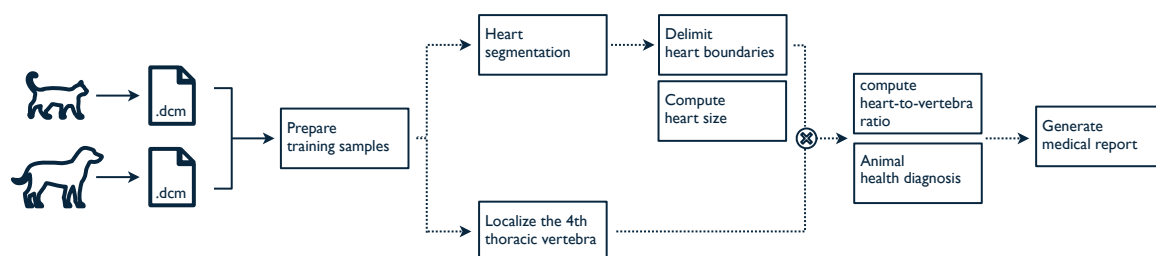 .dcm
.dcm
Prepare
training samples
Heart
segmentation
Delimit
heart boundaries
Compute
heart size
Localize the 4th
thoracic vertebra
compute
heart-to-vertebra
ratio
Animal
health diagnosis
Generate
medical report